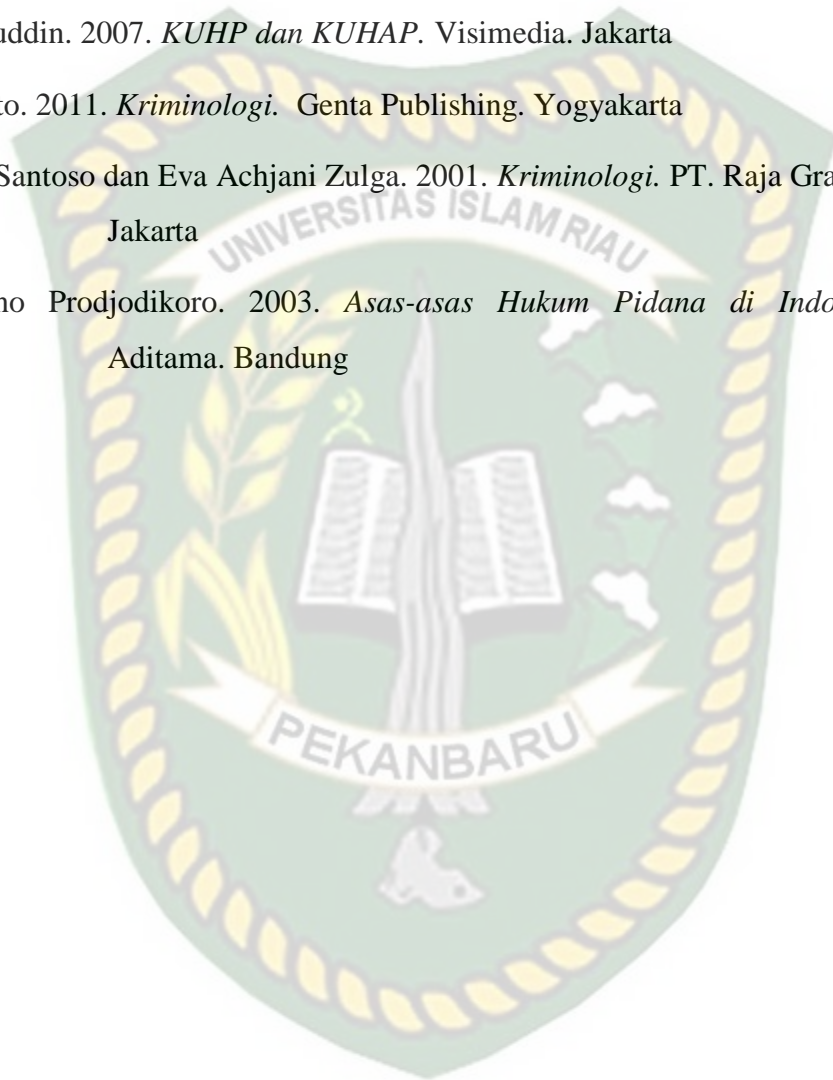 uddin. 2007. KUHP dan KUHAP. Visimedia. Jakarta
to. 2011. Kriminologi. Genta Publishing. Yogyakarta
Santoso dan Eva Achjani Zulga. 2001. Kriminologi. PT. Raja Gra
Jakarta
no Prodjodikoro. 2003. Asas-asas Hukum Pidana di Indo
Aditama. Bandung
UNIVERSITAS ISLAM RIAU
PEKANBARU